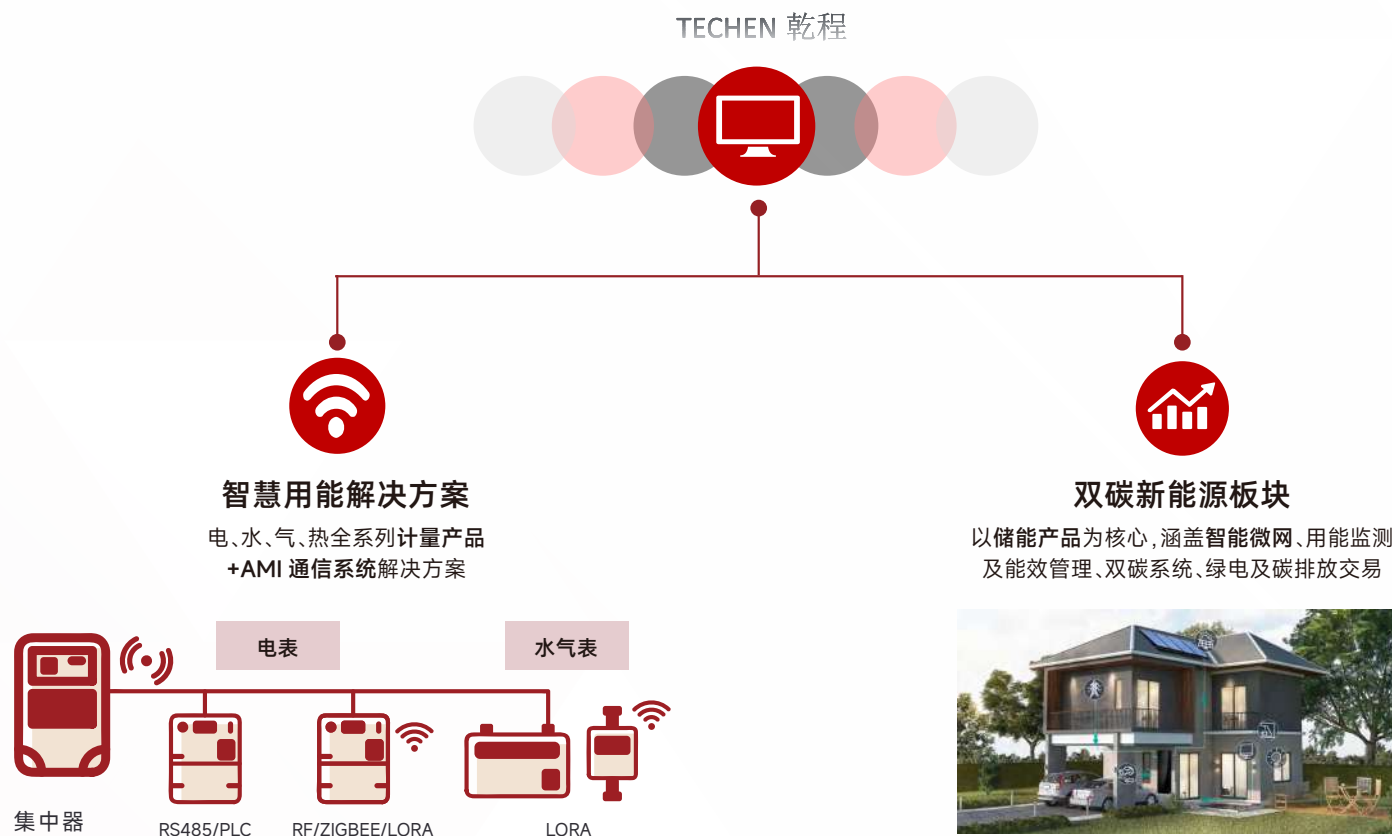 TECHEN 乾程
智慧用能解决方案
电、水、气、热全系列计量产品
+AMI 通信系统解决方案
双碳新能源板块
以储能产品为核心,涵盖智能微网、用能监测
及能效管理、双碳系统、绿电及碳排放交易
电表
水气表
集中器
RS485/PLC
RF/ZIGBEE/LORA
LORA